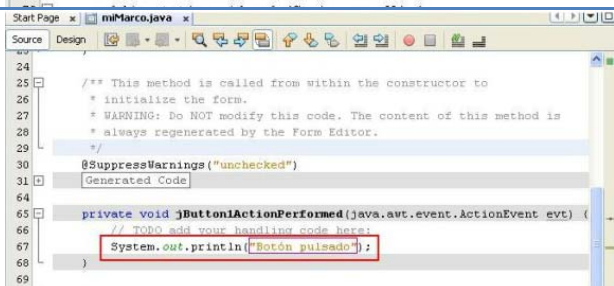 Start Page x miMarco.java x
Source Design
24
25 /** This method is called from within the constructor to
26 * initialize the form.
27 * WARNING: Do NOT modify this code. The content of this method is
28 * always regenerated by the Form Editor.
29 */
30 @SuppressWarnings("unchecked")
31 Generated Code
64
65 private void jButton1ActionPerformed(java.awt.event.ActionEvent evt) {
66 // TODO add your handling code here:
67 System.out.println("Botón pulsado");
68 }
69